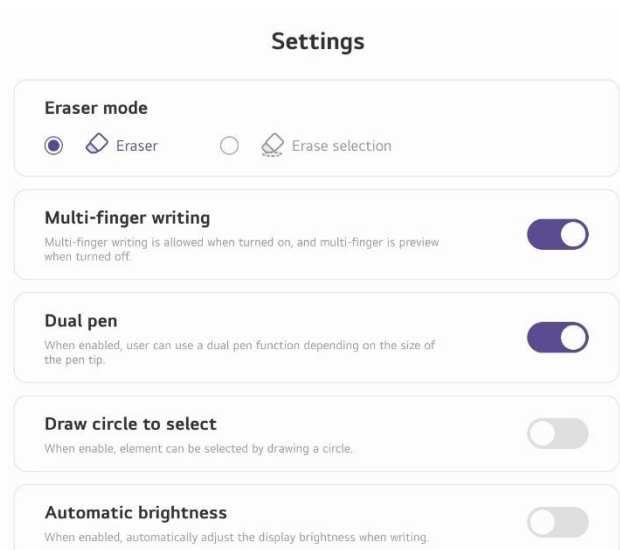 Settings
Eraser mode
Eraser Erase selection
Multi-finger writing
Multi-finger writing is allowed when turned on, and multi-finger is preview
when turned off.
Dual pen
When enabled, user can use a dual pen function depending on the size of
the pen tip.
Draw circle to select
When enable, element can be selected by drawing a circle.
Automatic brightness
When enabled, automatically adjust the display brightness when writing.